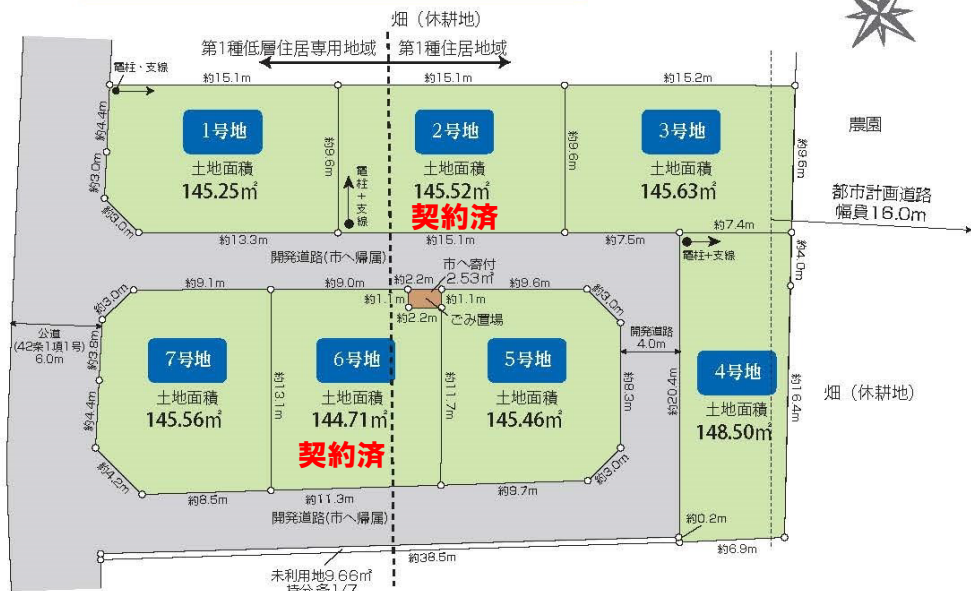 畑（休耕地）
第1種低層住居専用地域
第1種住居地域
電柱・支線
約15.1m
約15.1m
約15.2m
約4.4m
約3.0m
約3.0m
1号地
土地面積
145.25㎡
約9.6m
電柱+支線
2号地
土地面積
145.52㎡
契約済
約9.6m
3号地
土地面積
145.63㎡
約9.6m
農園
都市計画道路
幅員16.0m
約13.3m
約15.1m
約7.5m
約7.4m
電柱+支線
約4.0m
開発道路(市へ帰属)
市へ寄付
2.53㎡
約2.2m
約1.1m
約1.1m
約2.2m
ごみ置場
約3.0m
約9.1m
約9.0m
約9.6m
約3.0m
公道
(42条1項1号)
6.0m
約3.8m
約4.4m
約4.2m
7号地
土地面積
145.56㎡
約13.1m
6号地
土地面積
144.71㎡
契約済
約11.7m
5号地
土地面積
145.46㎡
約8.3m
約3.0m
開発道路
4.0m
約20.4m
4号地
土地面積
148.50㎡
約16.4m
畑（休耕地）
約8.5m
約11.3m
約9.7m
開発道路(市へ帰属)
約0.2m
約6.9m
約38.5m
未利用地9.66㎡
持分各1/7